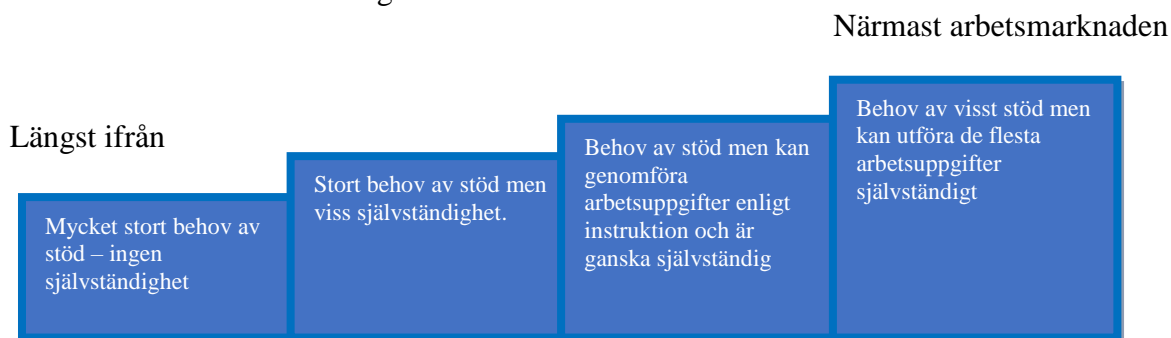 Närmast arbetsmarknaden
Längst ifrån
Mycket stort behov av
stöd – ingen
självständighet
Stort behov av stöd men
viss självständighet.
Behov av stöd men kan
genomföra
arbetsuppgifter enligt
instruktion och är
ganska självständig
Behov av visst stöd men
kan utföra de flesta
arbetsuppgifter
självständigt